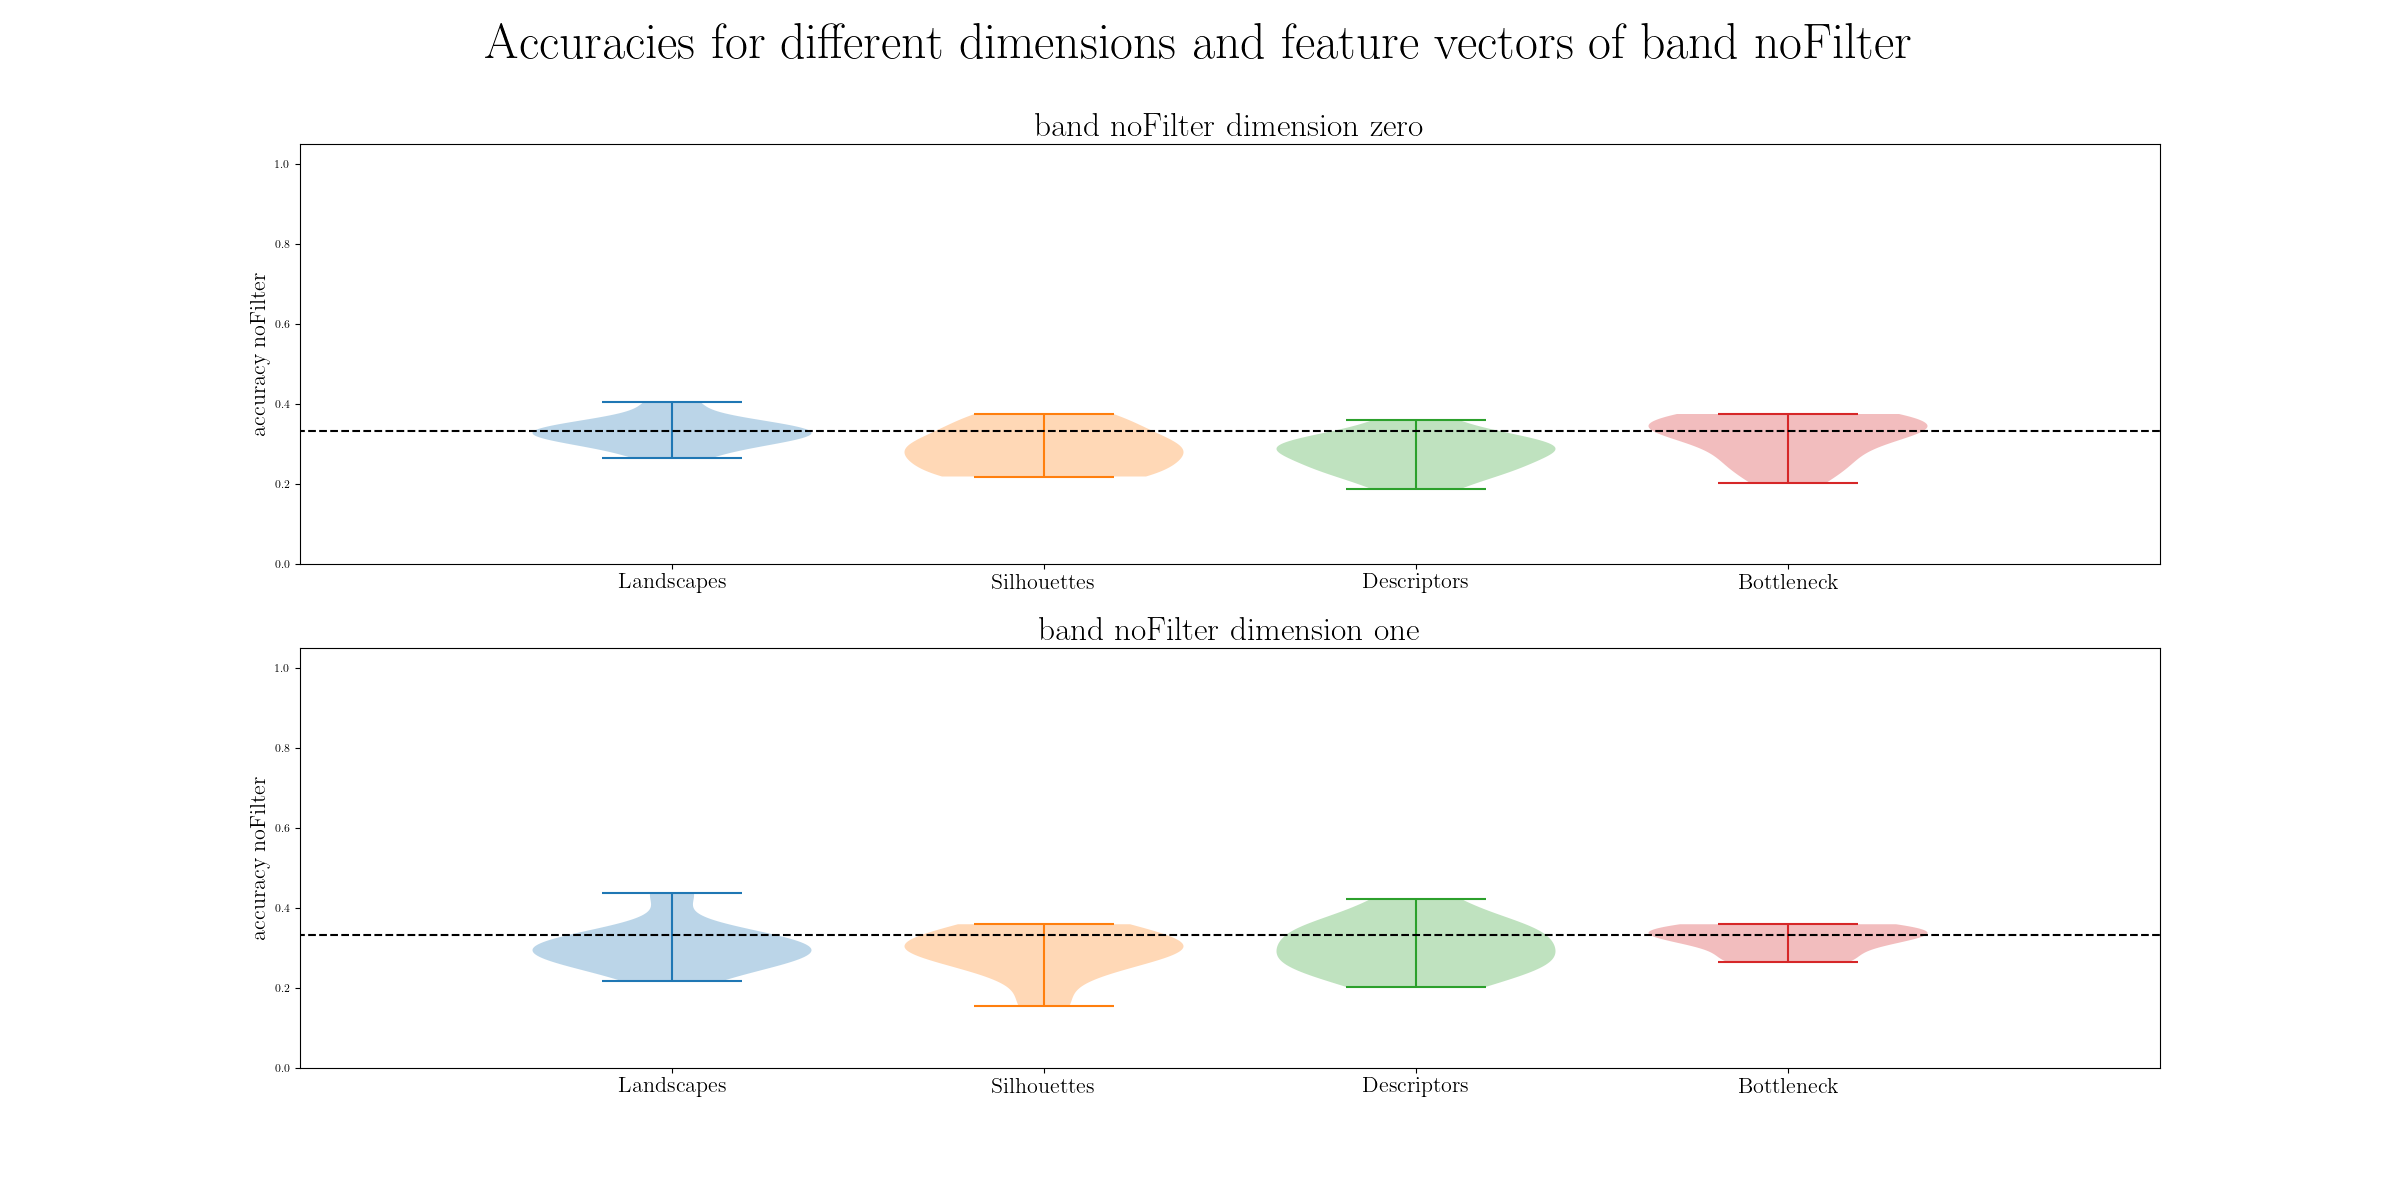 Accuracies for different dimensions and feature vectors of band noFilter
band noFilter dimension zero
accuracy noFilter
1.0
0.8
0.6
0.4
0.2
0.0
Landscapes Silhouettes Descriptors Bottleneck
band noFilter dimension one
accuracy noFilter
1.0
0.8
0.6
0.4
0.2
0.0
Landscapes Silhouettes Descriptors Bottleneck